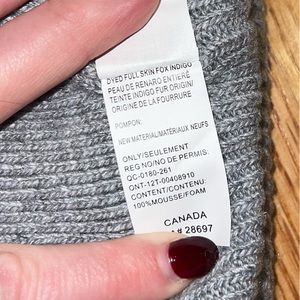 DYED FULL SKIN FOX INDIGO
PEAU DE RENARD ENTIERE
TEINTE INDIGO FUR ORIGIN/
ORIGINE DE LA FOURRURE
POMPON:
NEW MATERIAL/MATÉRIAUX NEUFS
ONLY/SEULEMENT
REG NO/NO DE PERMIS:
QC-0180-261
ONT-12T-00408910
CONTENT/CONTENU:
100%MOUSSE/FOAM
CANADA
# 28697